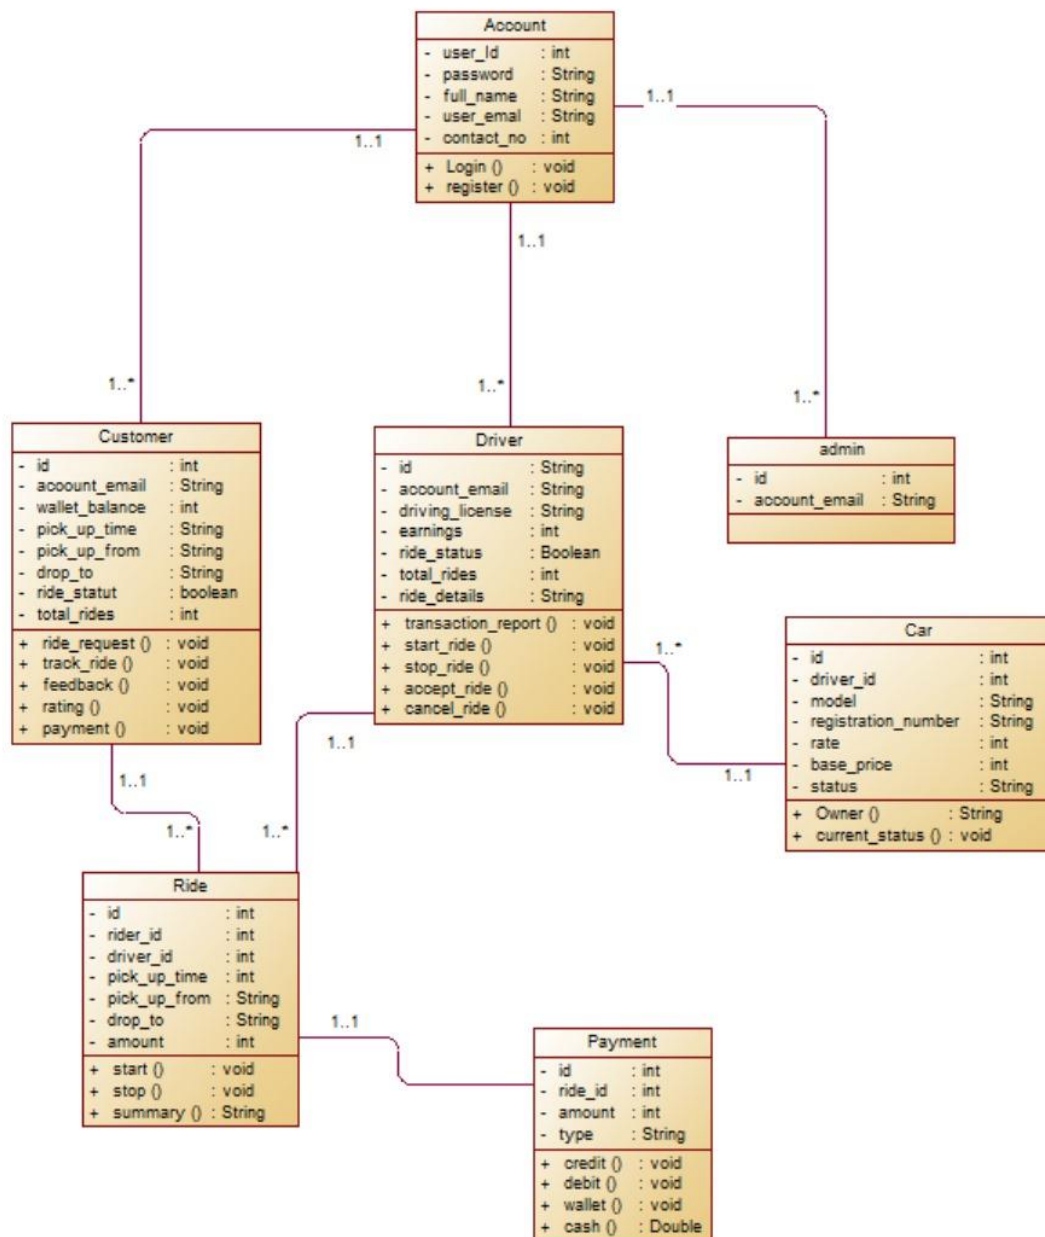 Account
- user_Id : int
- password : String
- full_name : String
- user_emal : String
- contact_no : int
+ Login () : void
+ register () : void
1..1
1..1
1..1
1..*
1..*
1..*
Customer
- id : int
- acoount_email : String
- wallet_balance : int
- pick_up_time : String
- pick_up_from : String
- drop_to : String
- ride_statut : boolean
- total_rides : int
+ ride_request () : void
+ track_ride () : void
+ feedback () : void
+ rating () : void
+ payment () : void
Driver
- id : String
- account_email : String
- driving_license : String
- earnings : int
- ride_status : Boolean
- total_rides : int
- ride_details : String
+ transaction_report () : void
+ start_ride () : void
+ stop_ride () : void
+ accept_ride () : void
+ cancel_ride () : void
admin
- id : int
- account_email : String
1..*
1..1
Car
- id : int
- driver_id : int
- model : String
- registration_number : String
- rate : int
- base_price : int
- status : String
+ Owner () : String
+ current_status () : void
1..1
1..*
1..1
1..*
Ride
- id : int
- rider_id : int
- driver_id : int
- pick_up_time : int
- pick_up_from : String
- drop_to : String
- amount : int
+ start () : void
+ stop () : void
+ summary () : String
1..1
Payment
- id : int
- ride_id : int
- amount : int
- type : String
+ credit () : void
+ debit () : void
+ wallet () : void
+ cash () : Double